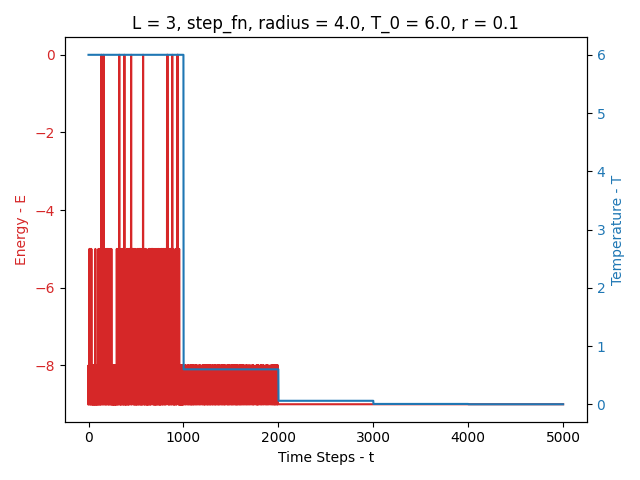 L = 3, step_fn, radius = 4.0, T_0 = 6.0, r = 0.1
Energy - E
0
−2
−4
−6
−8
6
5
4
3
2
1
0
Temperature - T
0 1000 2000 3000 4000 5000
Time Steps - t